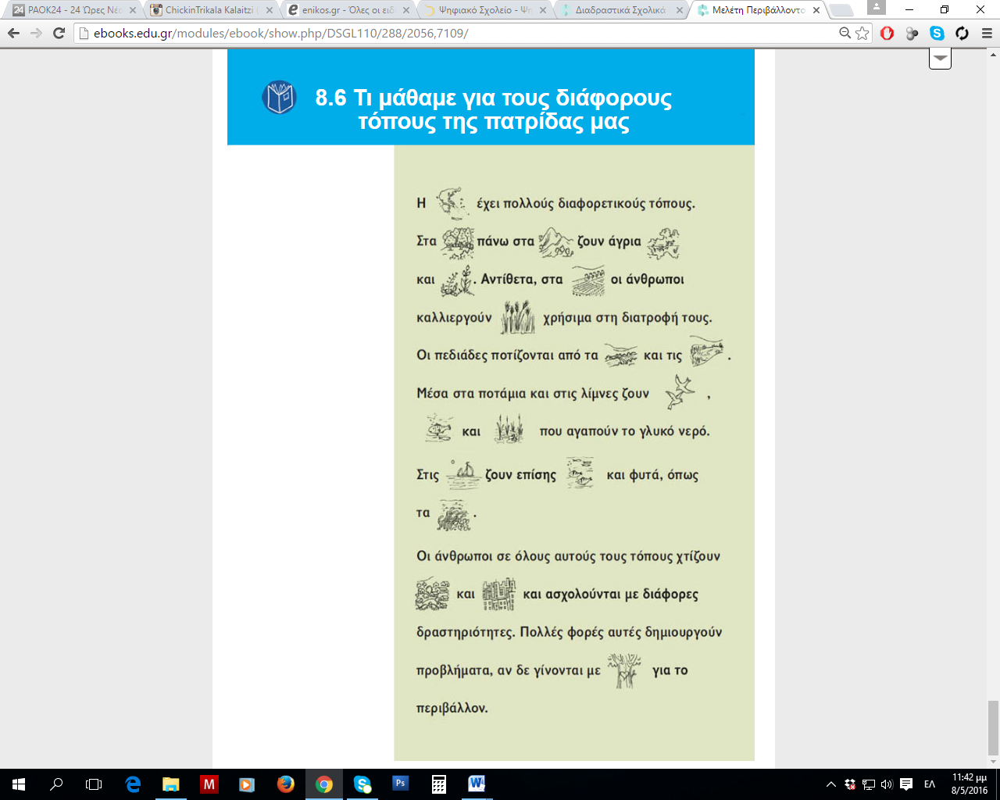 24 PAOK24 - 24 Ώρες Νέα
ChickinTrikala Kalaitzi
enikos.gr - Όλες οι ειδ
Ψηφιακό Σχολείο - Ψη
Διαδραστικά Σχολικά
Μελέτη Περιβάλλοντο
ebooks.edu.gr/modules/ebook/show.php/DSGL110/288/2056,7109/
8.6 Τι μάθαμε για τους διάφορους
τόπους της πατρίδας μας
Η έχει πολλούς διαφορετικούς τόπους.
Στα πάνω στα ζουν άγρια
και . Αντίθετα, στα οι άνθρωποι
καλλιεργούν χρήσιμα στη διατροφή τους.
Οι πεδιάδες ποτίζονται από τα και τις .
Μέσα στα ποτάμια και στις λίμνες ζουν ,
και που αγαπούν το γλυκό νερό.
Στις ζουν επίσης και φυτά, όπως
τα .
Οι άνθρωποι σε όλους αυτούς τους τόπους χτίζουν
και και ασχολούνται με διάφορες
δραστηριότητες. Πολλές φορές αυτές δημιουργούν
προβλήματα, αν δε γίνονται με για το
περιβάλλον.
ΕΛ
11:42 μμ
8/5/2016